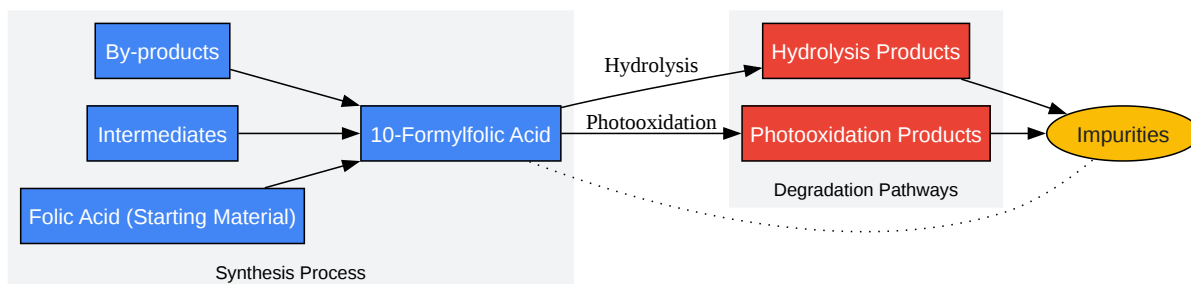 By-products
Intermediates
Folic Acid (Starting Material)
10-Formylfolic Acid
Synthesis Process
Hydrolysis
Photooxidation
Hydrolysis Products
Photooxidation Products
Degradation Pathways
Impurities